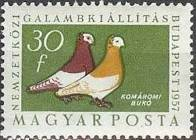 NEMZETKÖZI
GALAMBKIÁLLÍTÁS
BUDAPEST 1957
30
f
KOMÁROMI
BUKÓ
MAGYAR POSTA